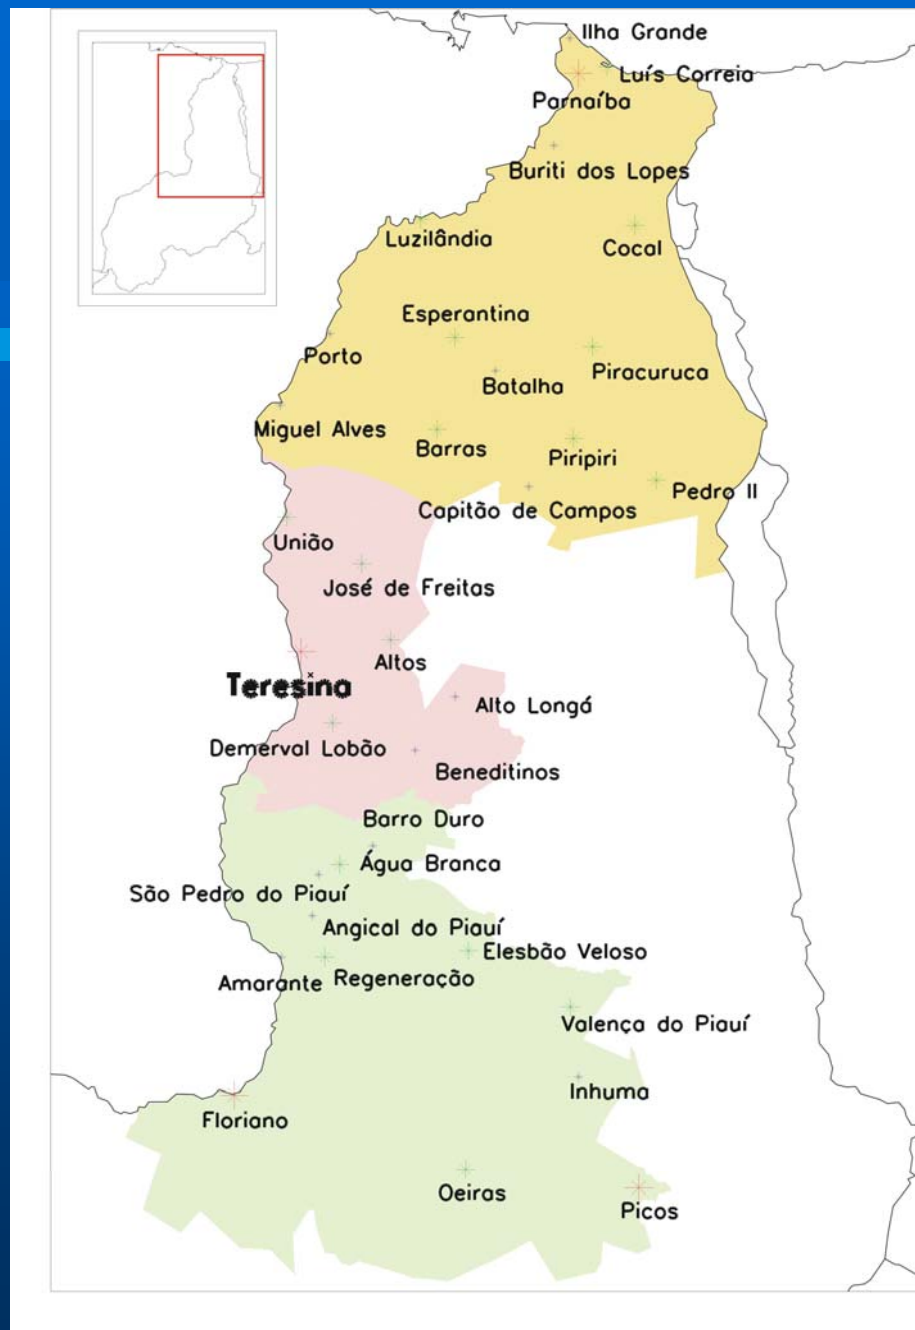 Ilha Grande
Luís Correia
Parnaíba
Buriti dos Lopes
Luzilândia
Cocal
Esperantina
Porto
Piracuruca
Batalha
Miguel Alves
Barras
Piripiri
Pedro II
Capitão de Campos
União
José de Freitas
Altos
Teresina
Alto Longá
Demerval Lobão
Beneditinos
Barro Duro
Água Branca
São Pedro do Piauí
Angical do Piauí
Elesbão Veloso
Amarante
Regeneração
Valença do Piauí
Inhuma
Floriano
Oeiras
Picos